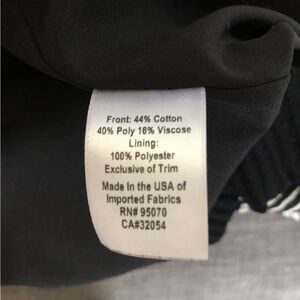 Front: 44% Cotton
40% Poly 16% Viscose
Lining:
100% Polyester
Exclusive of Trim
Made in the USA of
Imported Fabrics
RN# 95070
CA#32054